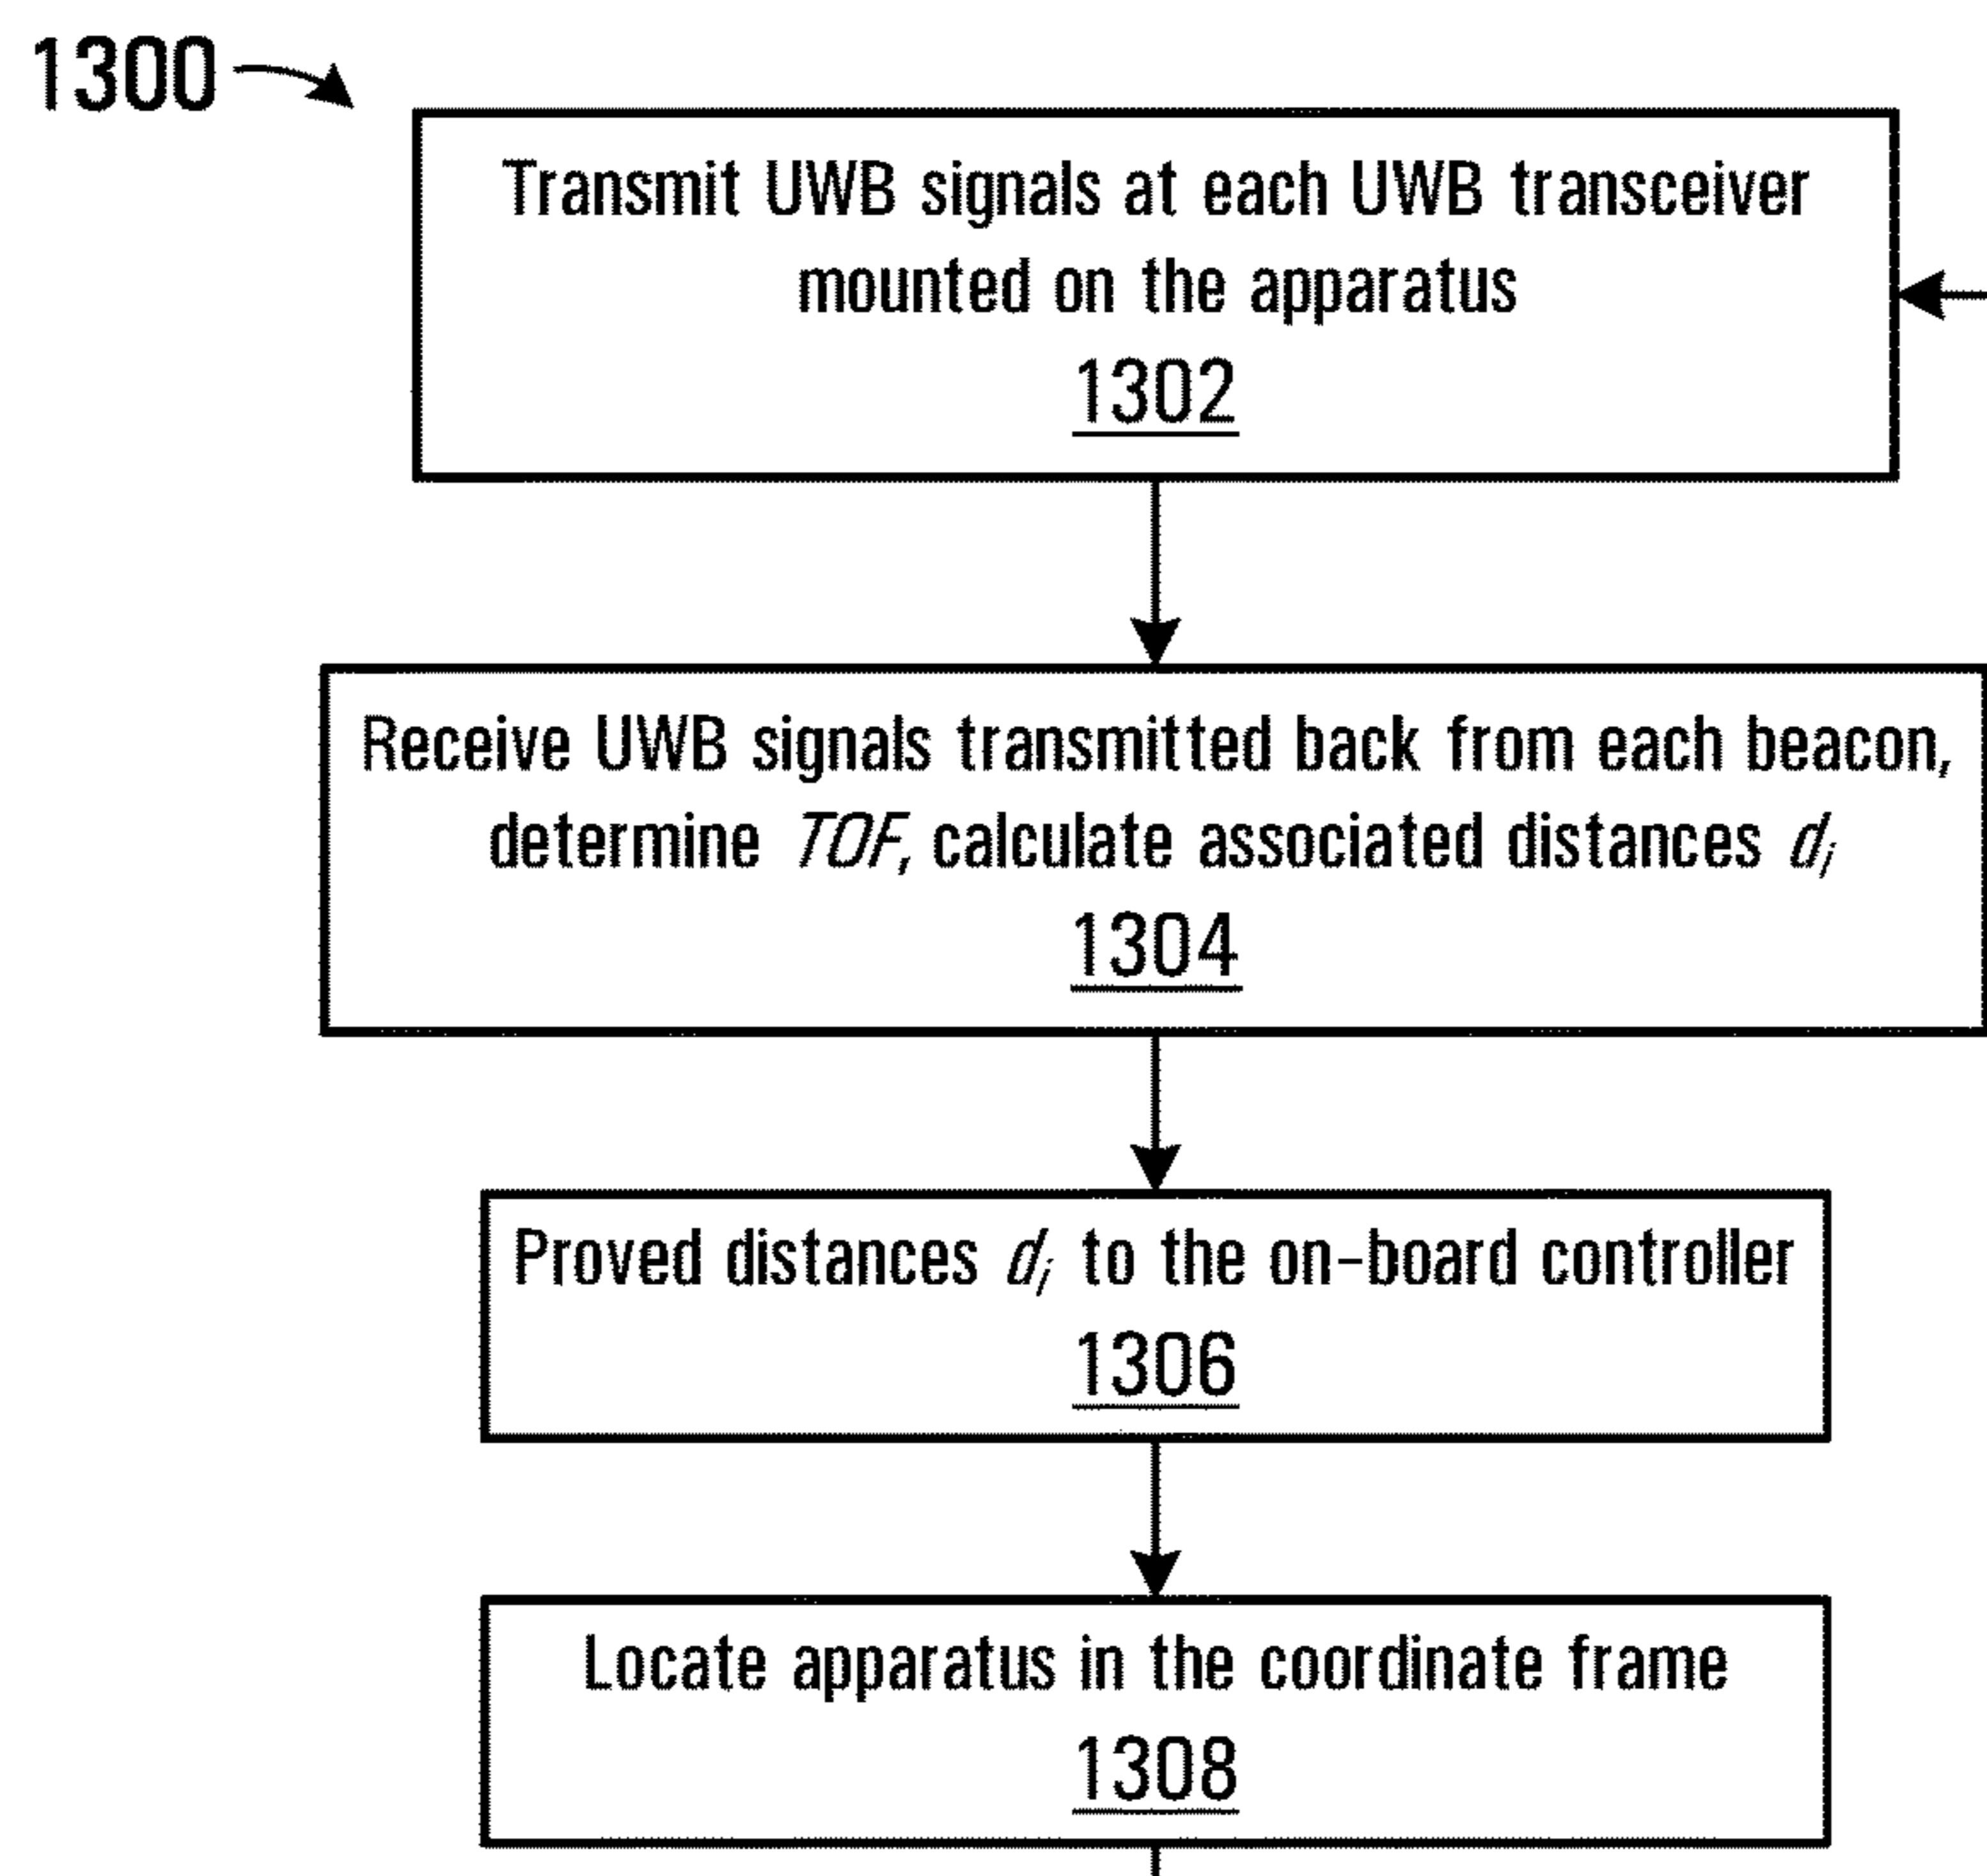 1300
Transmit UWB signals at each UWB transceiver
mounted on the apparatus
1302
Receive UWB signals transmitted back from each beacon,
determine TOF, calculate associated distances dᵢ
1304
Proved distances dᵢ to the on-board controller
1306
Locate apparatus in the coordinate frame
1308